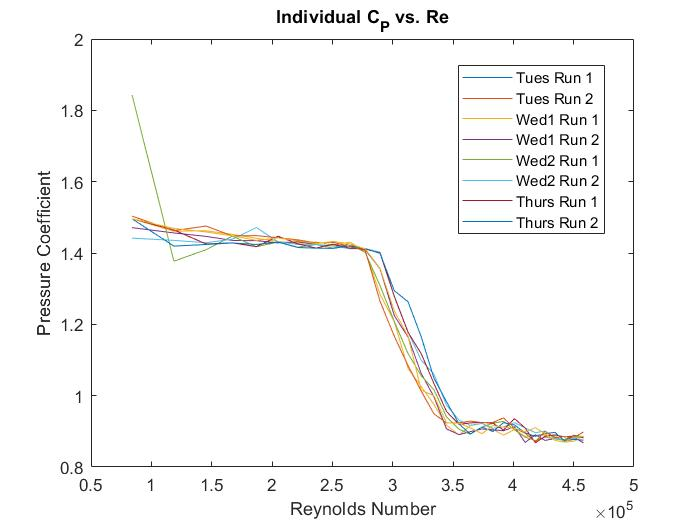 Individual C_P vs. Re
2
1.8
1.6
1.4
1.2
1
0.8
Pressure Coefficient
Tues Run 1
Tues Run 2
Wed1 Run 1
Wed1 Run 2
Wed2 Run 1
Wed2 Run 2
Thurs Run 1
Thurs Run 2
0.5 1 1.5 2 2.5 3 3.5 4 4.5 5
Reynolds Number
×10^5